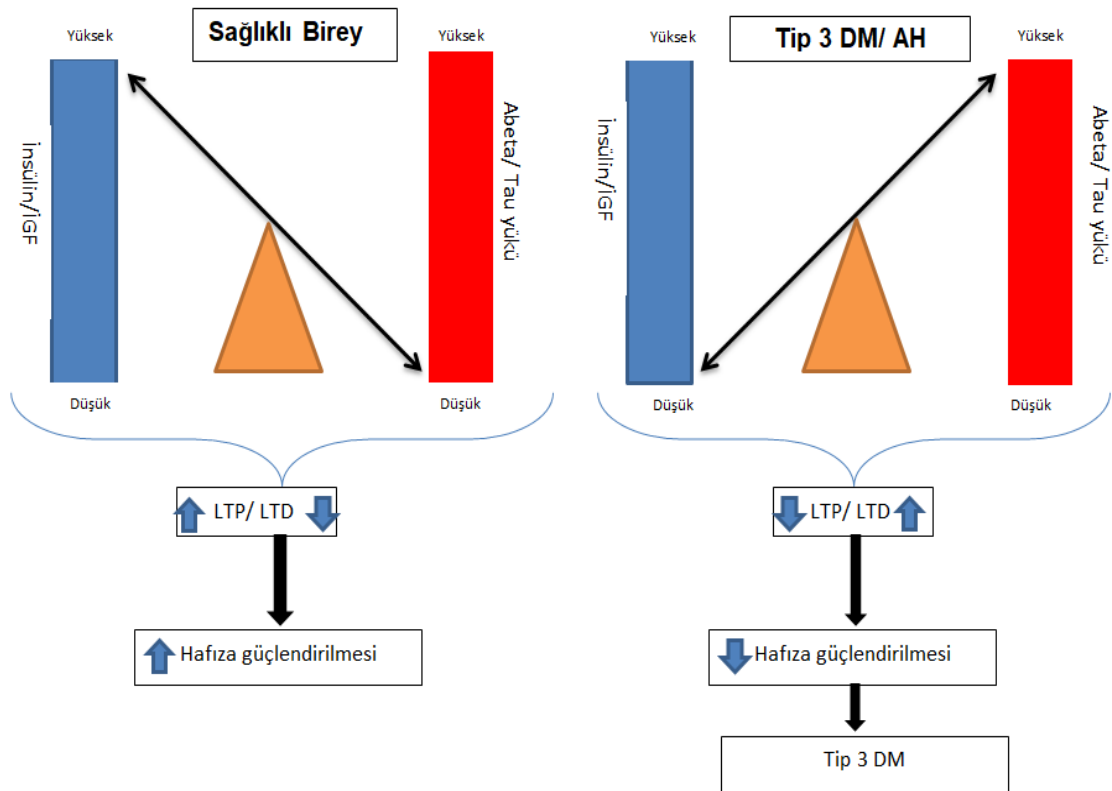 Sağlıklı Birey
Yüksek
Yüksek
İnsülin/İGF
Abeta/ Tau yükü
Düşük
Düşük
LTP/ LTD
Hafıza güçlendirilmesi
Tip 3 DM/ AH
Yüksek
Yüksek
İnsülin/İGF
Abeta/ Tau yükü
Düşük
Düşük
LTP/ LTD
Hafıza güçlendirilmesi
Tip 3 DM